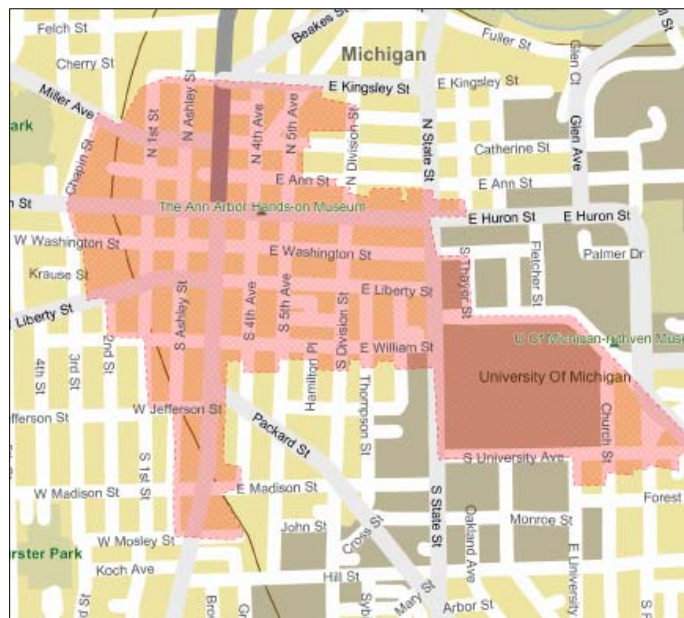 Felch St
Beakes St
Michigan
Fuller St
Glen Ct
Cherry St
N Ashley St
E Kingsley St
E Kingsley St
Miller Ave
N 1st St
N 4th Ave
N 5th Ave
N Division St
N State St
Glen Ave
Catherine St
Chapin St
E Ann St
E Ann St
The Ann Arbor Hands-on Museum
E Huron St
E Huron St
W Washington St
E Washington St
S Thayer St
Fletcher St
Palmer Dr
Krause St
E Liberty St
Liberty St
S Ashley St
S 4th Ave
S 5th Ave
S Division St
E William St
U Of Michigan-ruthven
2nd St
3rd St
4th St
Hamilton Pl
Thompson St
University Of Michigan
W Jefferson St
efferson St
Packard St
Church St
S University Ave
S 1st St
W Madison St
E Madison St
S State St
Forest
John St
Cross St
Oakland Ave
Monroe St
W Mosley St
urster Park
Koch Ave
Hill St
Mary St
Arbor St
E University